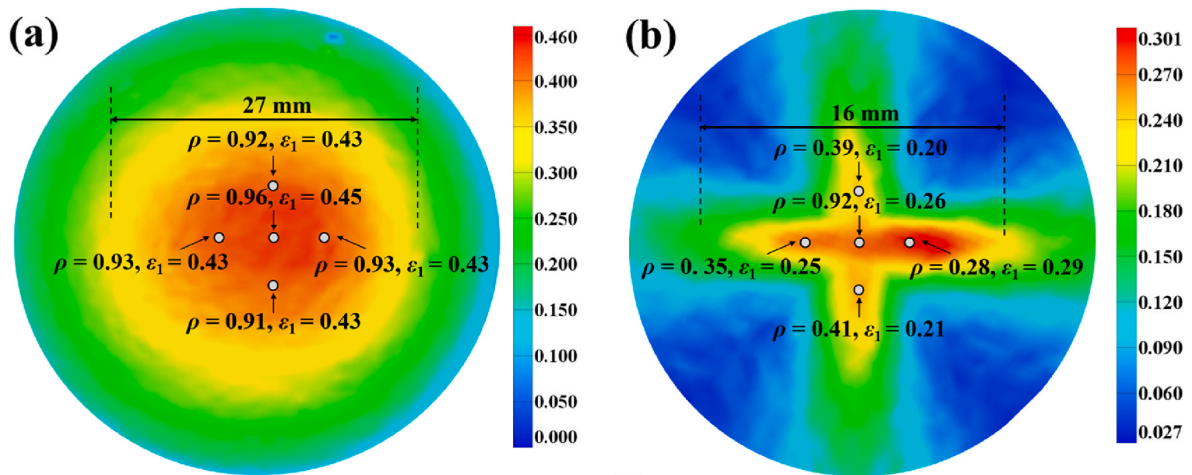 (a)
27 mm
ρ = 0.92, ε₁ = 0.43
ρ = 0.96, ε₁ = 0.45
ρ = 0.93, ε₁ = 0.43
ρ = 0.93, ε₁ = 0.43
ρ = 0.91, ε₁ = 0.43
0.460
0.400
0.350
0.300
0.250
0.200
0.150
0.100
0.050
0.000
(b)
16 mm
ρ = 0.39, ε₁ = 0.20
ρ = 0.92, ε₁ = 0.26
ρ = 0. 35, ε₁ = 0.25
ρ = 0.28, ε₁ = 0.29
ρ = 0.41, ε₁ = 0.21
0.301
0.270
0.240
0.210
0.180
0.150
0.120
0.090
0.060
0.027